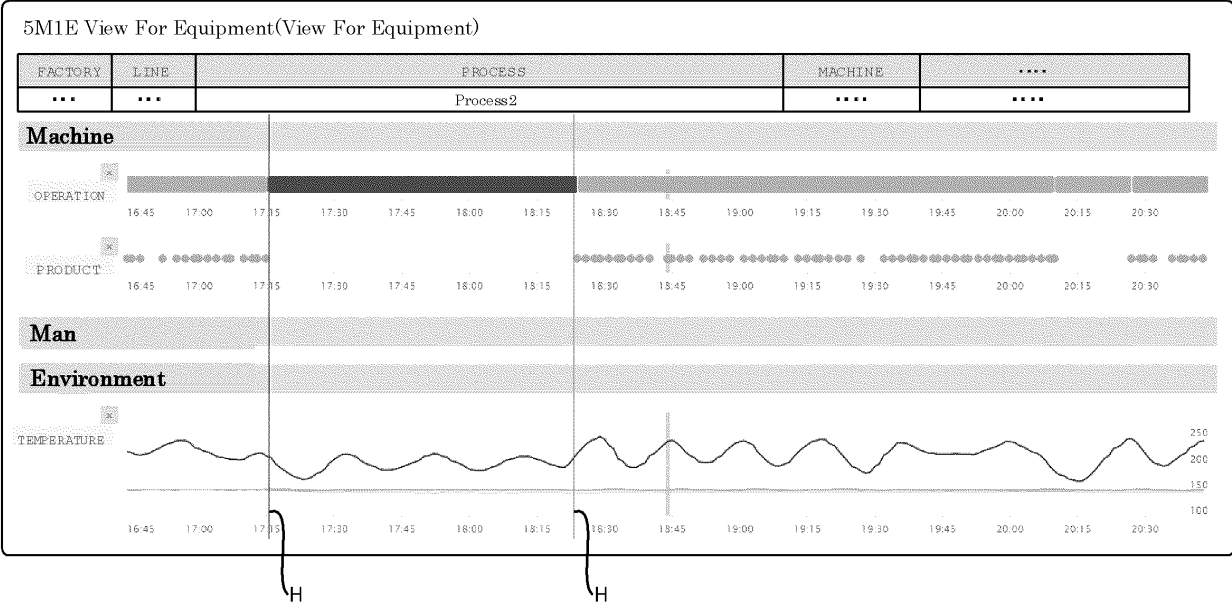 5M1E View For Equipment(View For Equipment)
FACTORY LINE PROCESS MACHINE ....
... ... Process2 .... ....
Machine
×
OPERATION
16:45 17:00 17:15 17:30 17:45 18:00 18:15 18:30 18:45 19:00 19:15 19:30 19:45 20:00 20:15 20:30
×
PRODUCT
16:45 17:00 17:15 17:30 17:45 18:00 18:15 18:30 18:45 19:00 19:15 19:30 19:45 20:00 20:15 20:30
Man
Environment
×
TEMPERATURE
250
200
150
100
16:45 17:00 17:15 17:30 17:45 18:00 18:15 18:30 18:45 19:00 19:15 19:30 19:45 20:00 20:15 20:30
H H